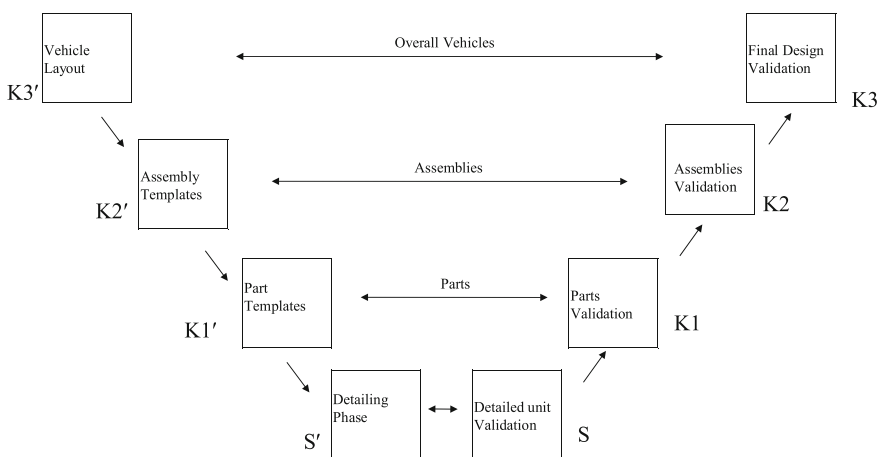 Vehicle
Layout
K3′
Overall Vehicles
Final Design
Validation
K3
Assembly
Templates
K2′
Assemblies
Assemblies
Validation
K2
Part
Templates
K1′
Parts
Parts
Validation
K1
Detailing
Phase
S′
Detailed unit
Validation
S